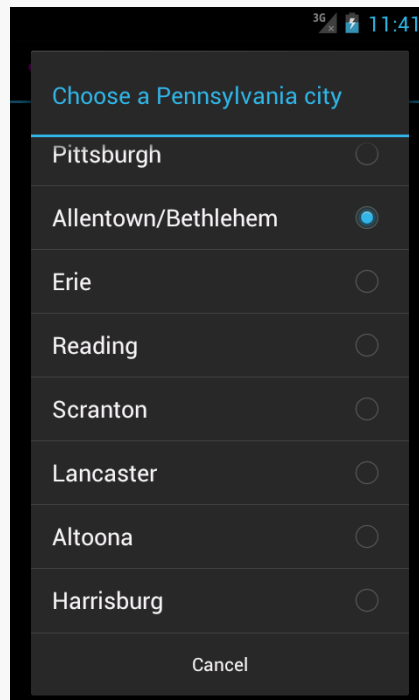 3G 11:41
Choose a Pennsylvania city
Pittsburgh
Allentown/Bethlehem
Erie
Reading
Scranton
Lancaster
Altoona
Harrisburg
Cancel